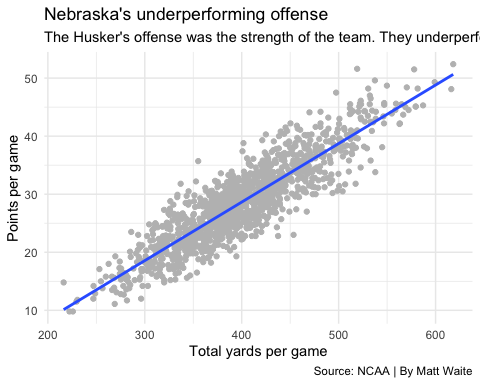 Nebraska's underperforming offense
The Husker's offense was the strength of the team. They underperf
50
40
30
20
10
Points per game
200 300 400 500 600
Total yards per game
Source: NCAA | By Matt Waite